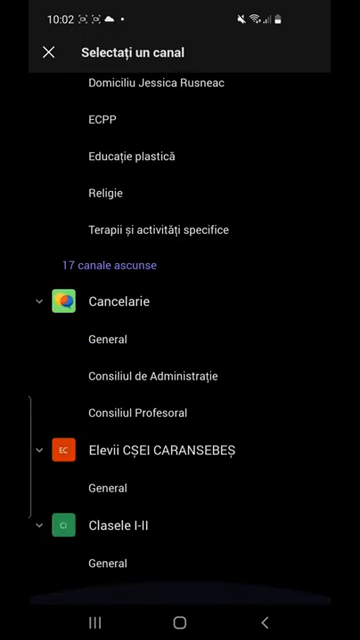 10:02
Selectați un canal
Domiciliu Jessica Rusneac
ECPP
Educație plastică
Religie
Terapii și activități specifice
17 canale ascunse
Cancelarie
General
Consiliul de Administrație
Consiliul Profesoral
EC
Elevii CȘEI CARANSEBEȘ
General
CI
Clasele I-II
General